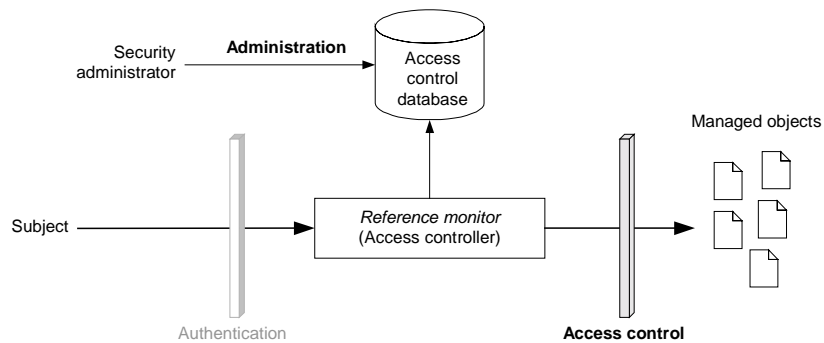 Security
administrator
Administration
Access
control
database
Managed objects
Subject
Reference monitor
(Access controller)
Authentication
Access control